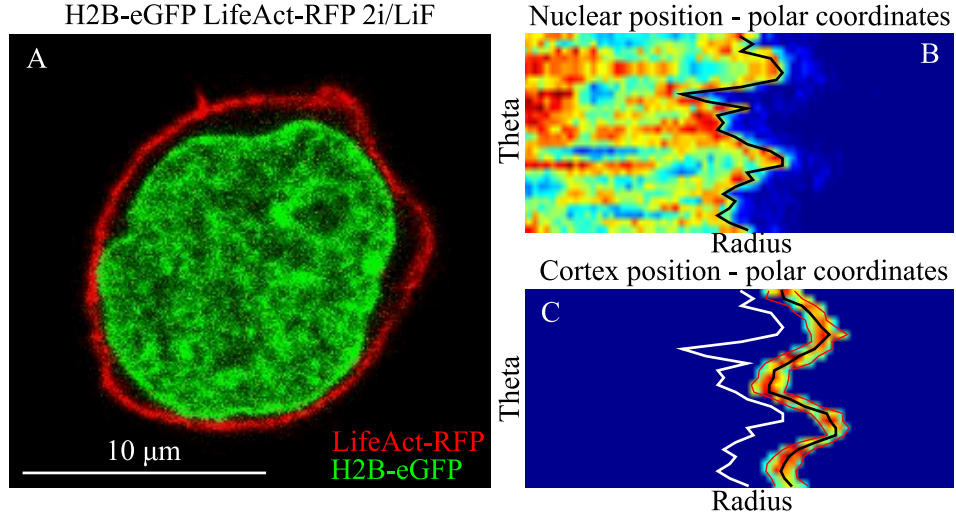 H2B-eGFP LifeAct-RFP 2i/LiF
A
10 μm
LifeAct-RFP
H2B-eGFP
Nuclear position - polar coordinates
B
Theta
Radius
Cortex position - polar coordinates
C
Theta
Radius